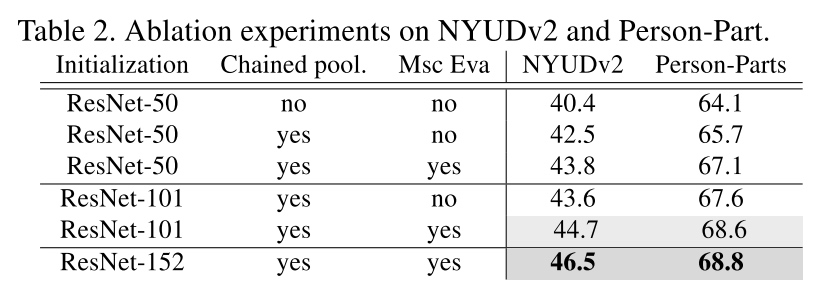 Table 2. Ablation experiments on NYUDv2 and Person-Part.
Initialization Chained pool. Msc Eva NYUDv2 Person-Parts
ResNet-50 no no 40.4 64.1
ResNet-50 yes no 42.5 65.7
ResNet-50 yes yes 43.8 67.1
ResNet-101 yes no 43.6 67.6
ResNet-101 yes yes 44.7 68.6
ResNet-152 yes yes 46.5 68.8